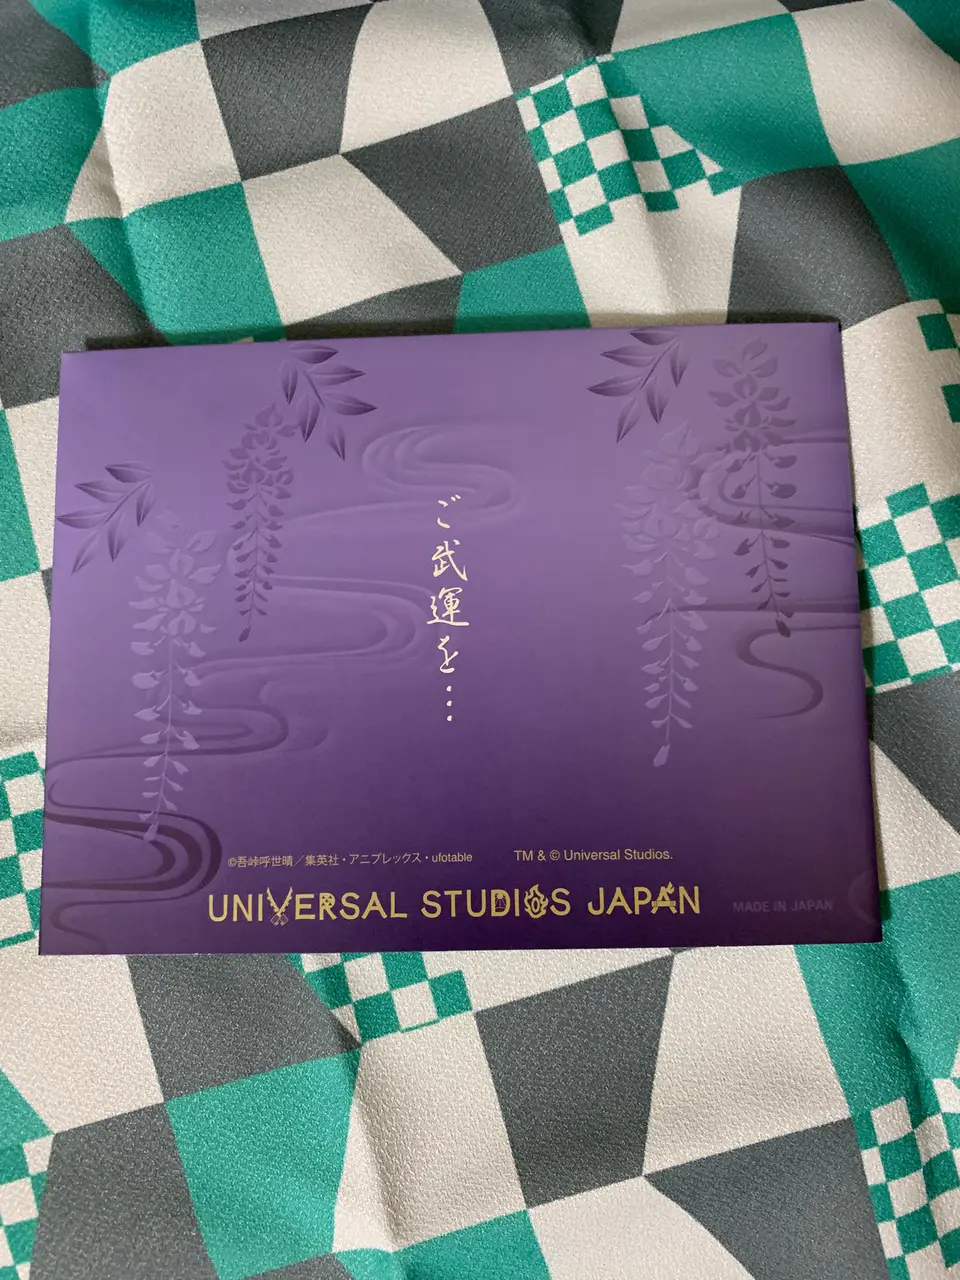 ご武運を…
©吾峠呼世晴／集英社・アニプレックス・ufotable
TM & © Universal Studios.
UNIVERSAL STUDIOS JAPAN
MADE IN JAPAN